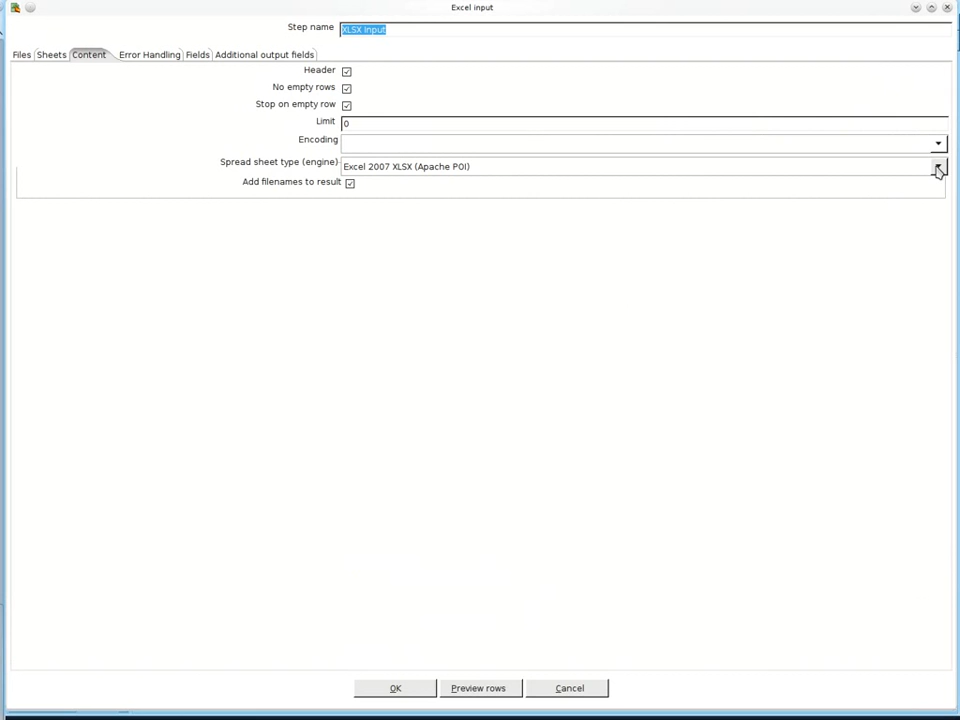 Excel input
Step name XLSX Input
Files Sheets Content Error Handling Fields Additional output fields
Header
No empty rows
Stop on empty row
Limit 0
Encoding
Spread sheet type (engine) Excel 2007 XLSX (Apache POI)
Add filenames to result
OK Preview rows Cancel